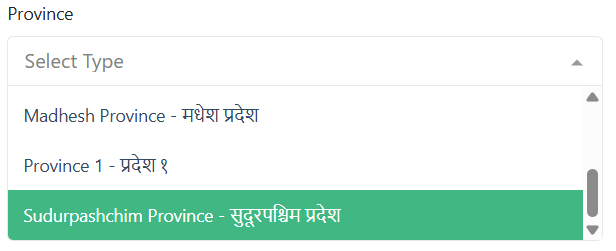 Province
Select Type
Madhesh Province - मधेश प्रदेश
Province 1 - प्रदेश १
Sudurpashchim Province - सुदूरपश्चिम प्रदेश